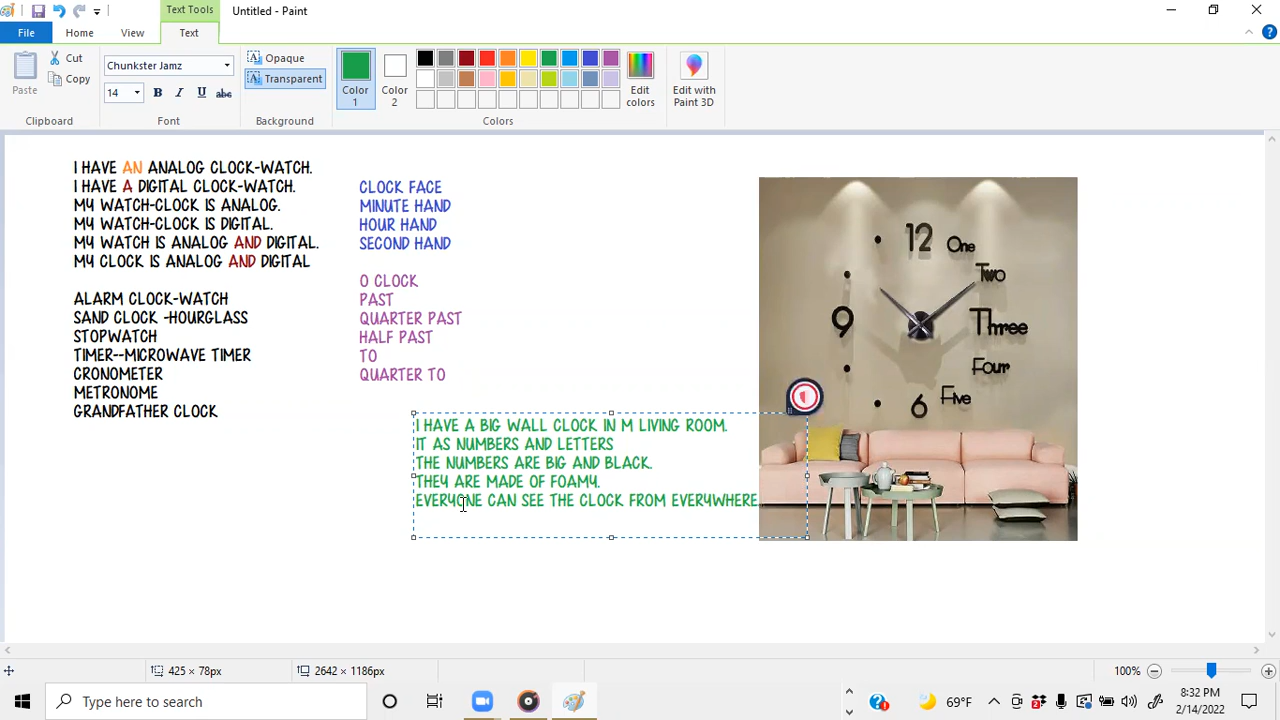 Untitled - Paint
Text Tools
File
Home
View
Text
Paste
Cut
Copy
Clipboard
Chunkster Jamz
14
B I U abc
Font
Opaque
Transparent
Background
Color 1
Color 2
Edit colors
Colors
Edit with Paint 3D
I HAVE AN ANALOG CLOCK-WATCH.
I HAVE A DIGITAL CLOCK-WATCH.
MY WATCH-CLOCK IS ANALOG.
MY WATCH-CLOCK IS DIGITAL.
MY WATCH IS ANALOG AND DIGITAL.
MY CLOCK IS ANALOG AND DIGITAL
ALARM CLOCK-WATCH
SAND CLOCK -HOURGLASS
STOPWATCH
TIMER--MICROWAVE TIMER
CRONOMETER
METRONOME
GRANDFATHER CLOCK
CLOCK FACE
MINUTE HAND
HOUR HAND
SECOND HAND
O CLOCK
PAST
QUARTER PAST
HALF PAST
TO
QUARTER TO
I HAVE A BIG WALL CLOCK IN M LIVING ROOM.
IT AS NUMBERS AND LETTERS
THE NUMBERS ARE BIG AND BLACK.
THEY ARE MADE OF FOAMY.
EVERYONE CAN SEE THE CLOCK FROM EVERYWHERE
12
One
Two
Three
Four
Five
6
9
425 × 78px
2642 × 1186px
100%
Type here to search
69°F
8:32 PM
2/14/2022